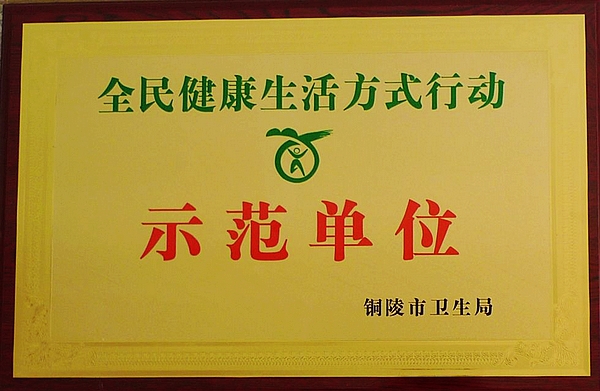 全民健康生活方式行动
示范单位
铜陵市卫生局